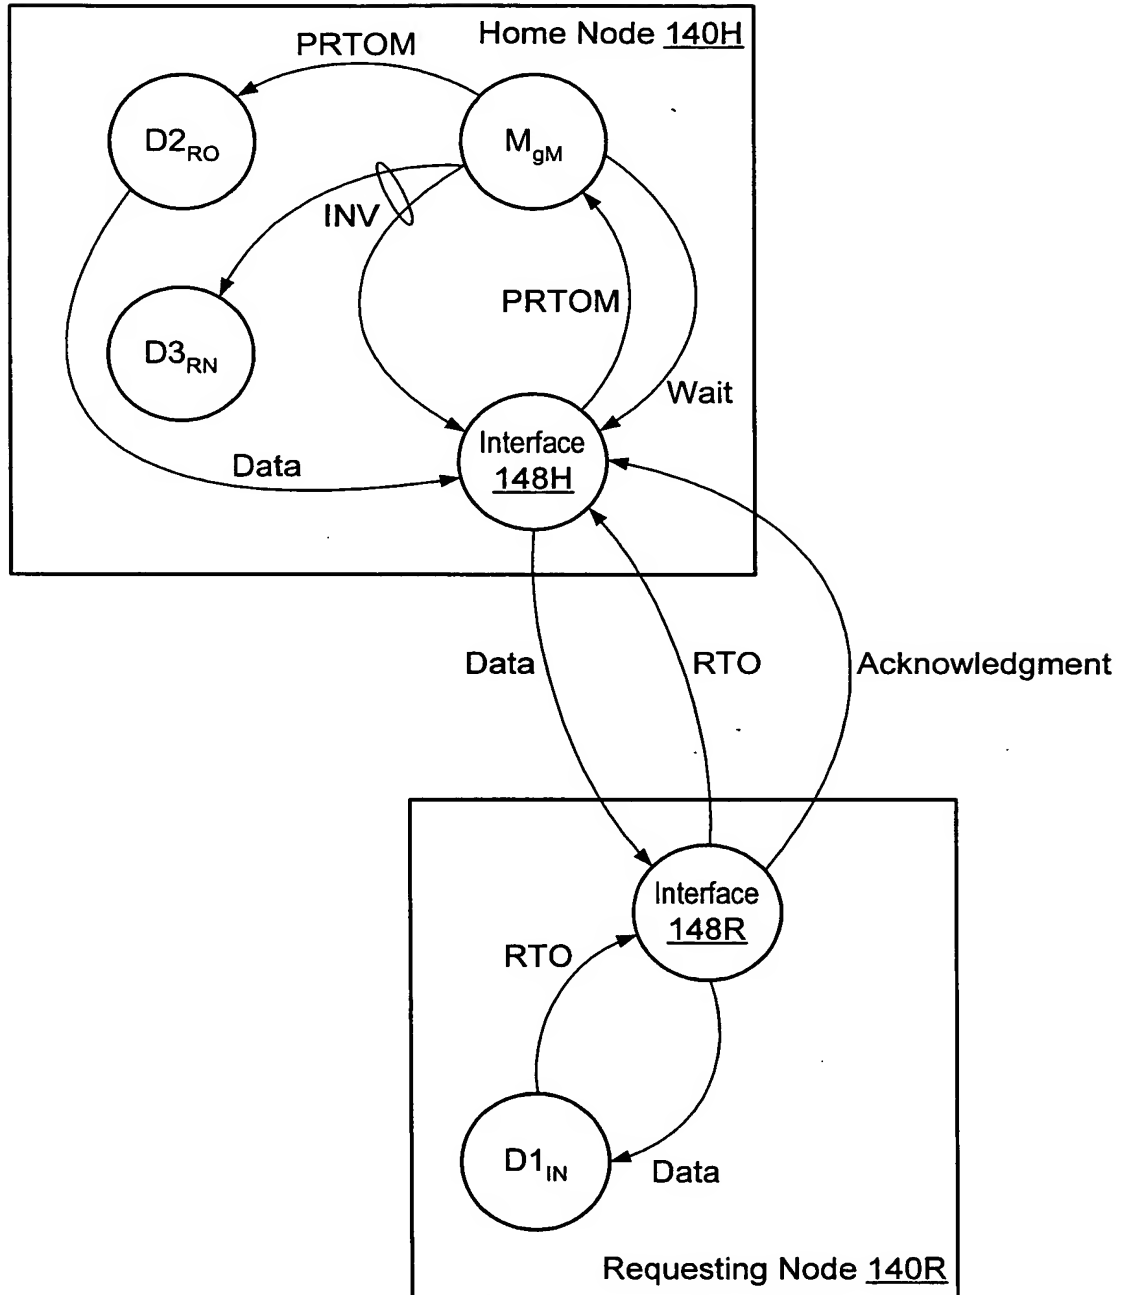 Home Node 140H
PRTOM
D2RO
MgM
INV
PRTOM
D3RN
Wait
Interface
148H
Data
Data
RTO
Acknowledgment
Interface
148R
RTO
D1IN
Data
Requesting Node 140R